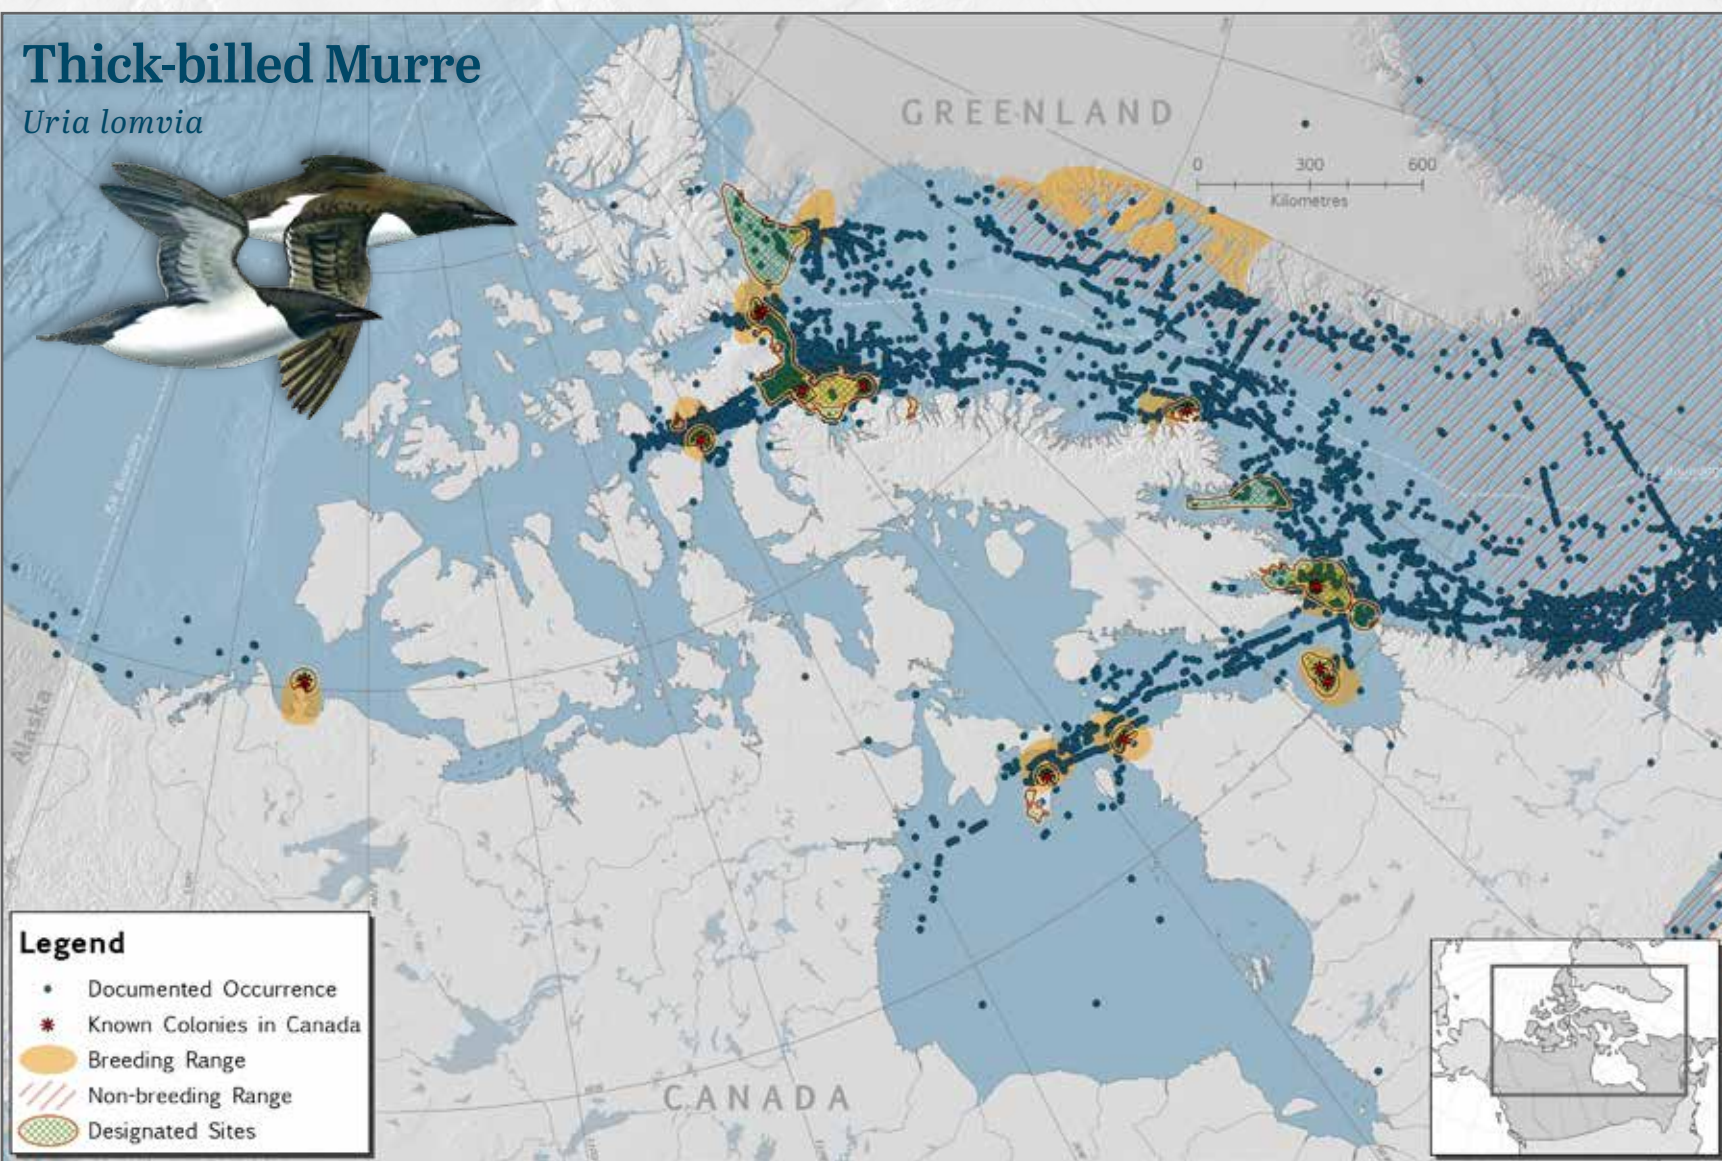 Thick-billed Murre
Uria lomvia
GREENLAND
0 300 600
Kilometres
Alaska
CANADA
Legend
Documented Occurrence
Known Colonies in Canada
Breeding Range
Non-breeding Range
Designated Sites